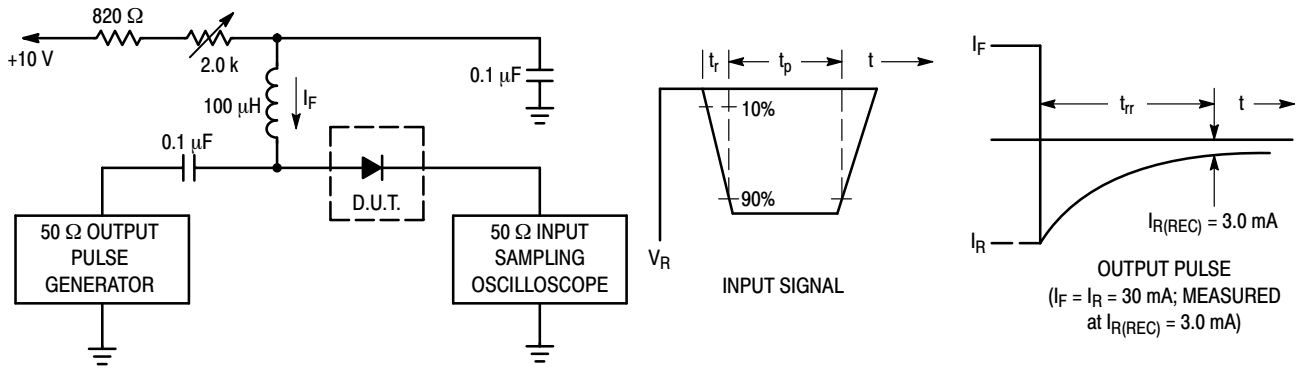 820 Ω
+10 V
2.0 k
100 μH
I_F
0.1 μF
0.1 μF
D.U.T.
50 Ω OUTPUT
PULSE
GENERATOR
50 Ω INPUT
SAMPLING
OSCILLOSCOPE
t_r
t_p
t
10%
90%
V_R
INPUT SIGNAL
I_F
t_rr
t
I_R
I_R(REC) = 3.0 mA
OUTPUT PULSE
(I_F = I_R = 30 mA; MEASURED
at I_R(REC) = 3.0 mA)